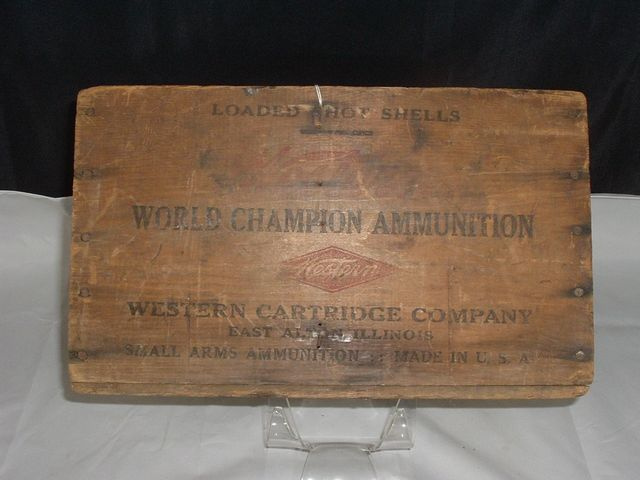 LOADED SHOT SHELLS
WORLD CHAMPION AMMUNITION
Western
WESTERN CARTRIDGE COMPANY
EAST ALTON, ILLINOIS
SMALL ARMS AMMUNITION :: MADE IN U. S. A